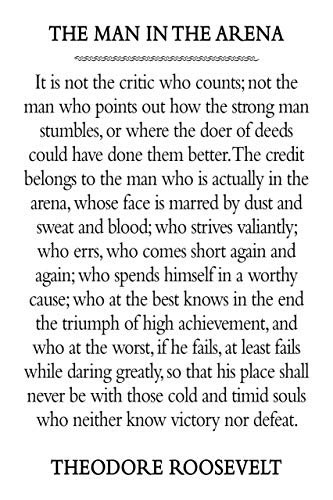 THE MAN IN THE ARENA
It is not the critic who counts; not the
man who points out how the strong man
stumbles, or where the doer of deeds
could have done them better. The credit
belongs to the man who is actually in the
arena, whose face is marred by dust and
sweat and blood; who strives valiantly;
who errs, who comes short again and
again; who spends himself in a worthy
cause; who at the best knows in the end
the triumph of high achievement, and
who at the worst, if he fails, at least fails
while daring greatly, so that his place shall
never be with those cold and timid souls
who neither know victory nor defeat.
THEODORE ROOSEVELT